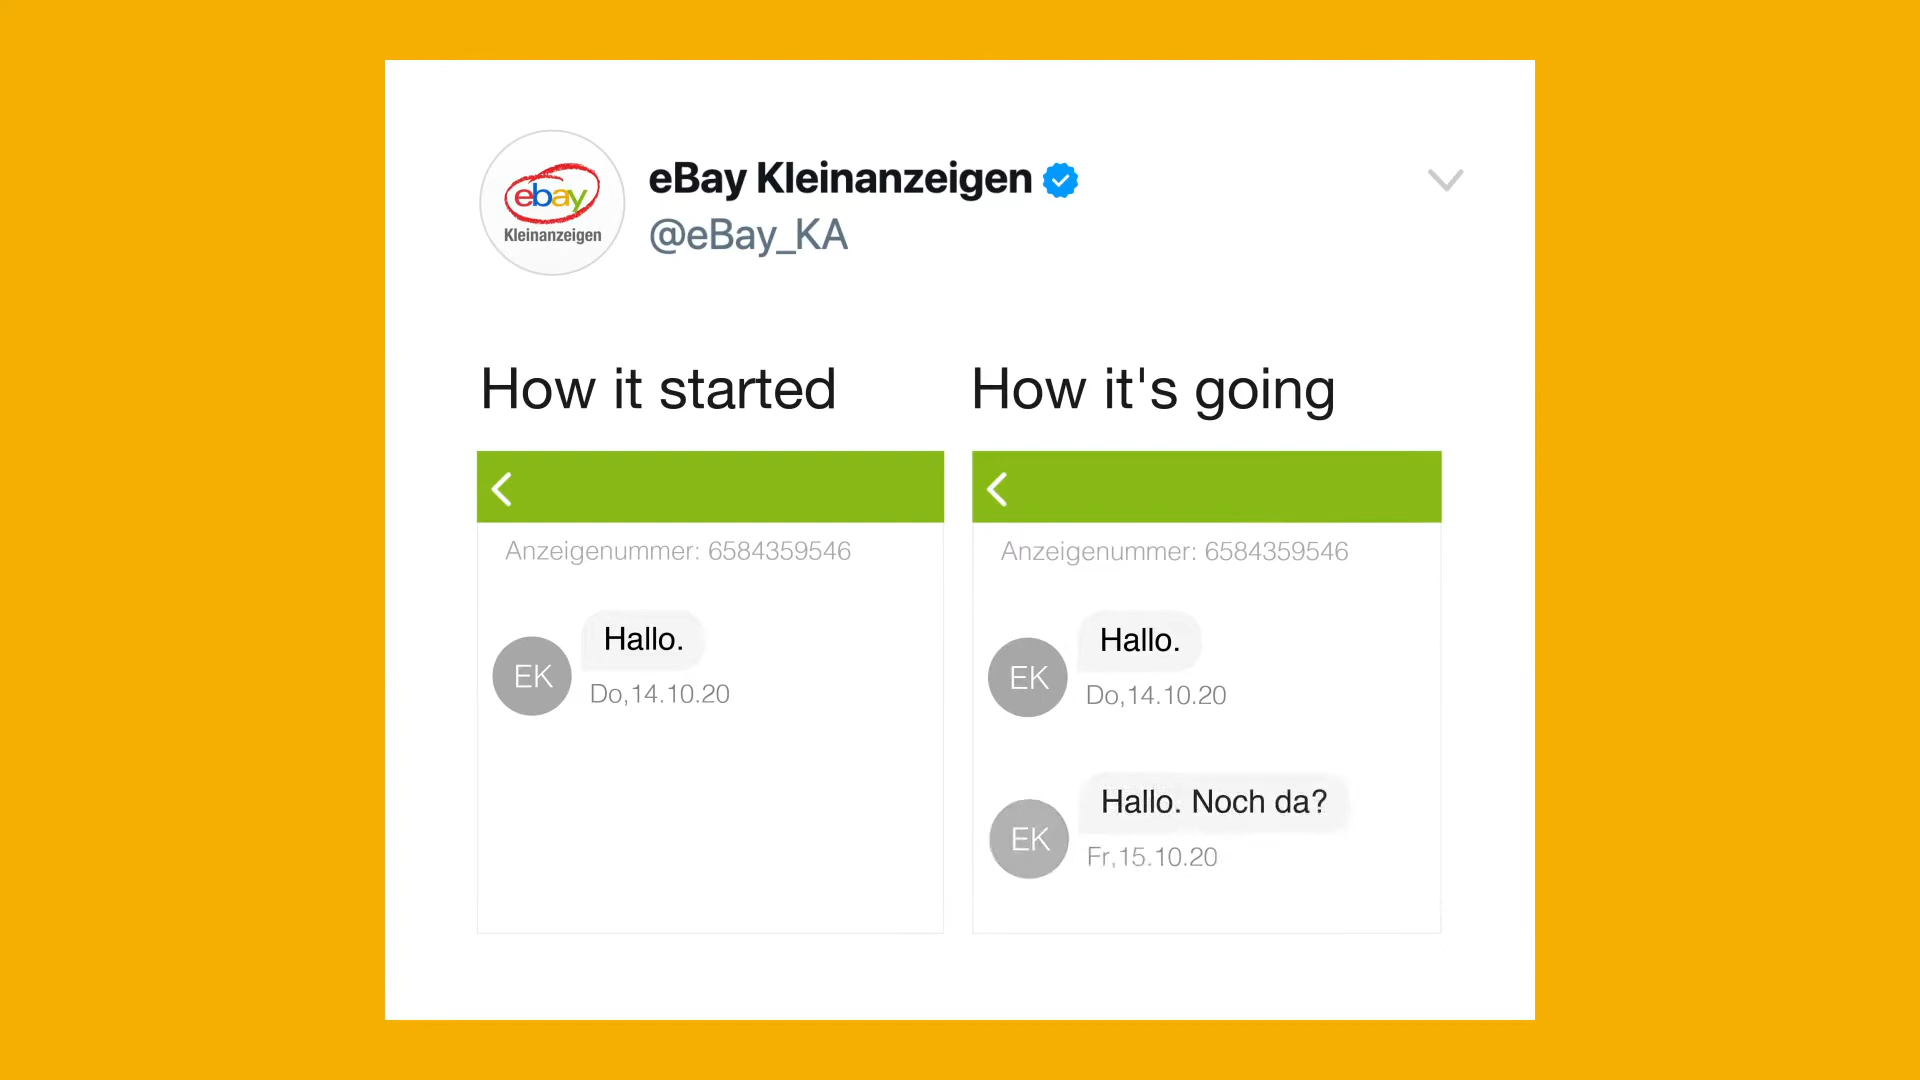 ebay
Kleinanzeigen
eBay Kleinanzeigen
@eBay_KA
How it started
Anzeigenummer: 6584359546
Hallo.
EK
Do,14.10.20
How it's going
Anzeigenummer: 6584359546
Hallo.
EK
Do,14.10.20
Hallo. Noch da?
EK
Fr,15.10.20